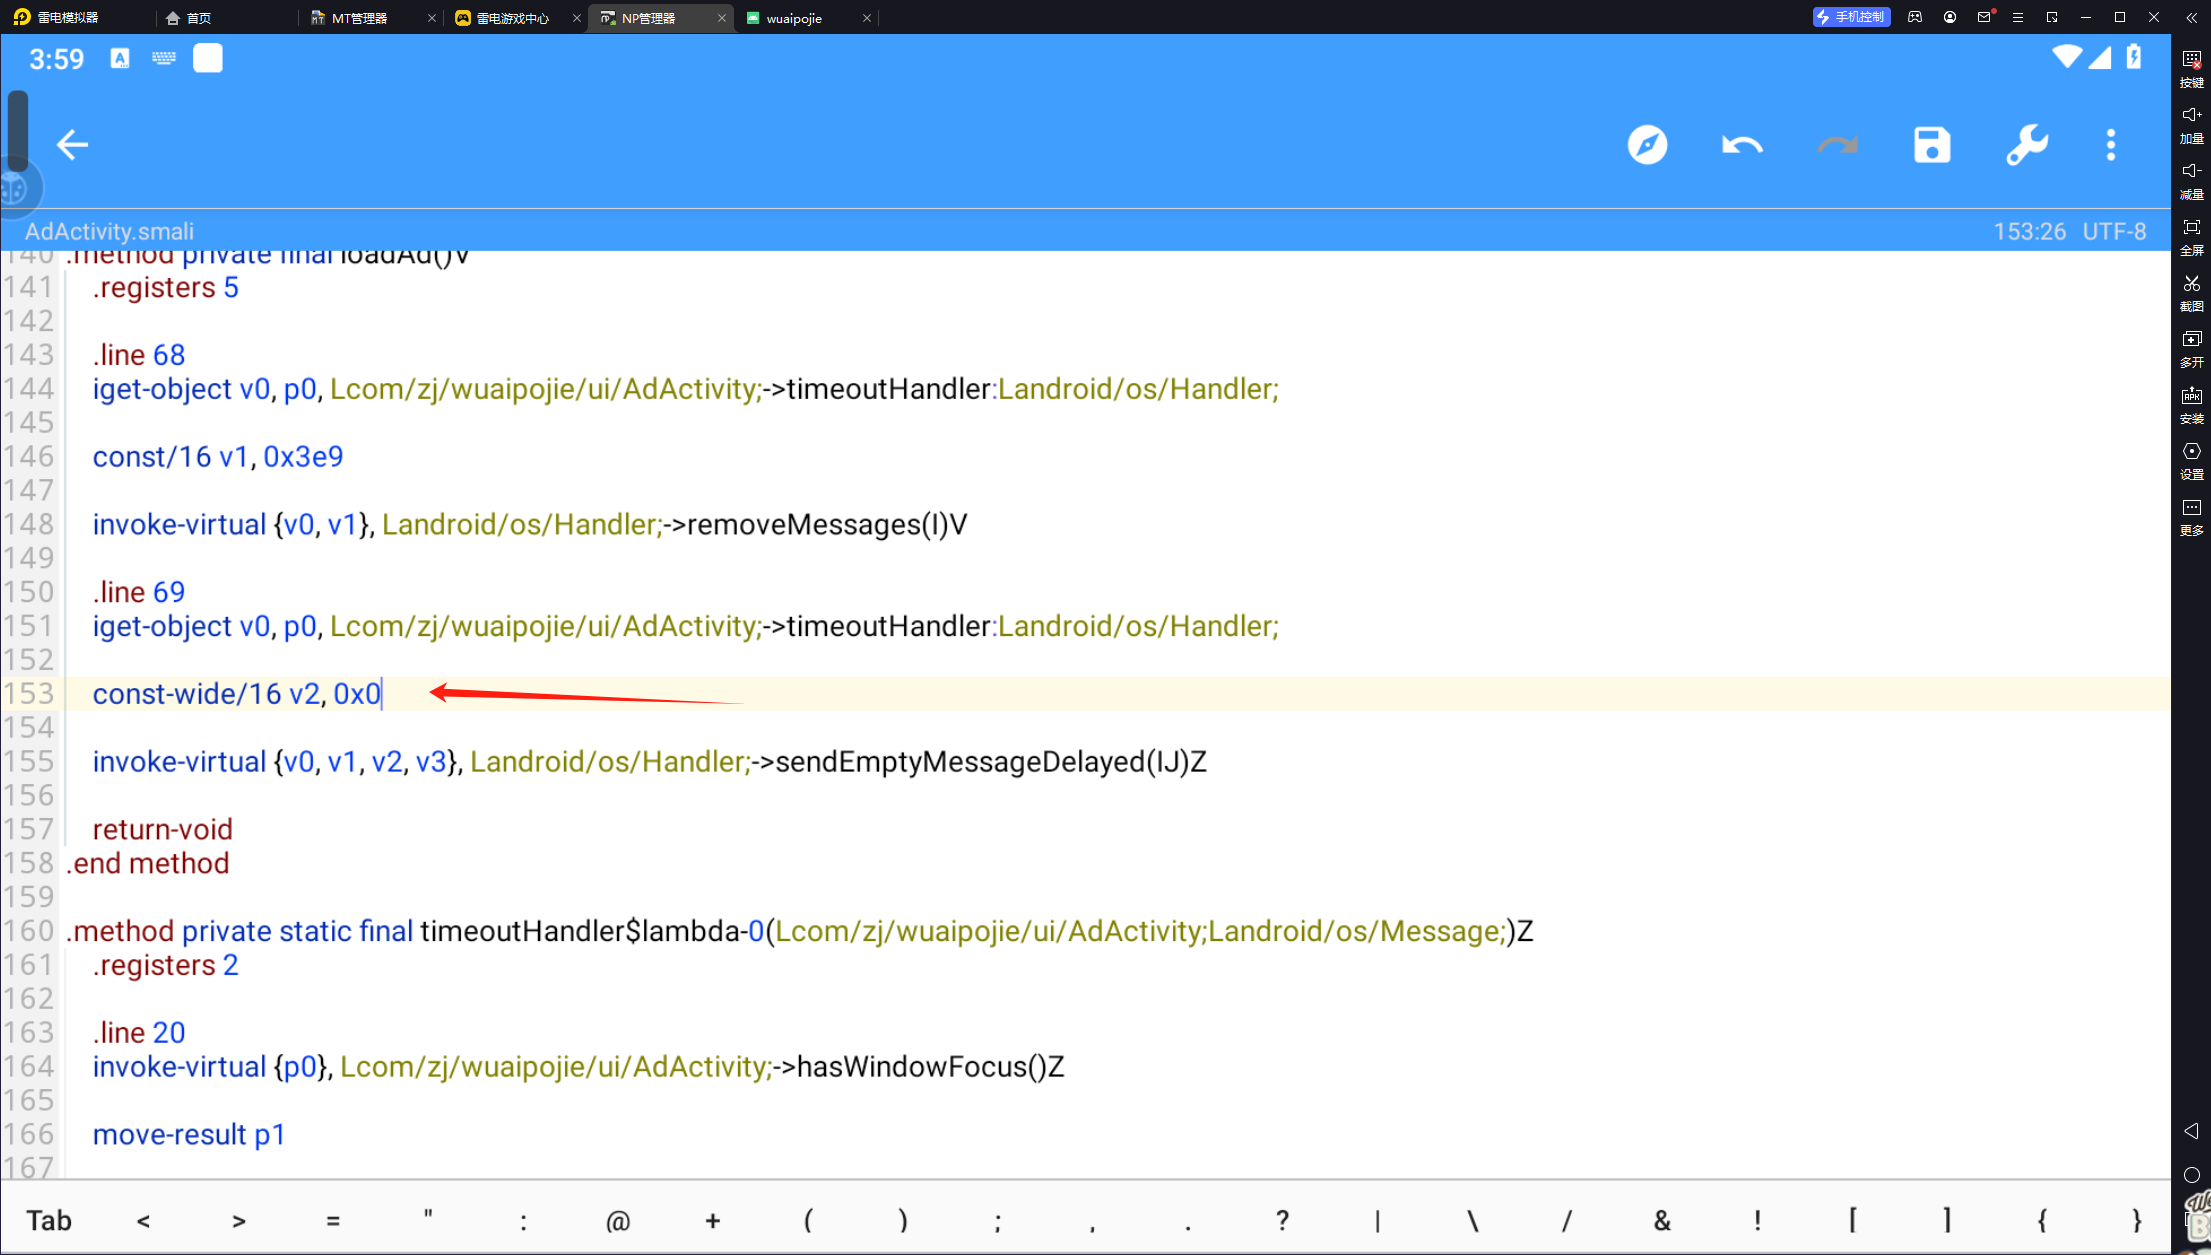 雷电模拟器 首页 MT管理器 雷电游戏中心 NP管理器 wuaipojie 手机控制
3:59
按键
加量
减量
全屏
截图
多开
安装
设置
更多
AdActivity.smali 153:26 UTF-8
140 .method private final loadAd()V
141 .registers 5
142
143 .line 68
144 iget-object v0, p0, Lcom/zj/wuaipojie/ui/AdActivity;->timeoutHandler:Landroid/os/Handler;
145
146 const/16 v1, 0x3e9
147
148 invoke-virtual {v0, v1}, Landroid/os/Handler;->removeMessages(I)V
149
150 .line 69
151 iget-object v0, p0, Lcom/zj/wuaipojie/ui/AdActivity;->timeoutHandler:Landroid/os/Handler;
152
153 const-wide/16 v2, 0x0
154
155 invoke-virtual {v0, v1, v2, v3}, Landroid/os/Handler;->sendEmptyMessageDelayed(IJ)Z
156
157 return-void
158 .end method
159
160 .method private static final timeoutHandler$lambda-0(Lcom/zj/wuaipojie/ui/AdActivity;Landroid/os/Message;)Z
161 .registers 2
162
163 .line 20
164 invoke-virtual {p0}, Lcom/zj/wuaipojie/ui/AdActivity;->hasWindowFocus()Z
165
166 move-result p1
167
Tab < > = " : @ + ( ) ; , . ? | \ / & ! [ ] { }